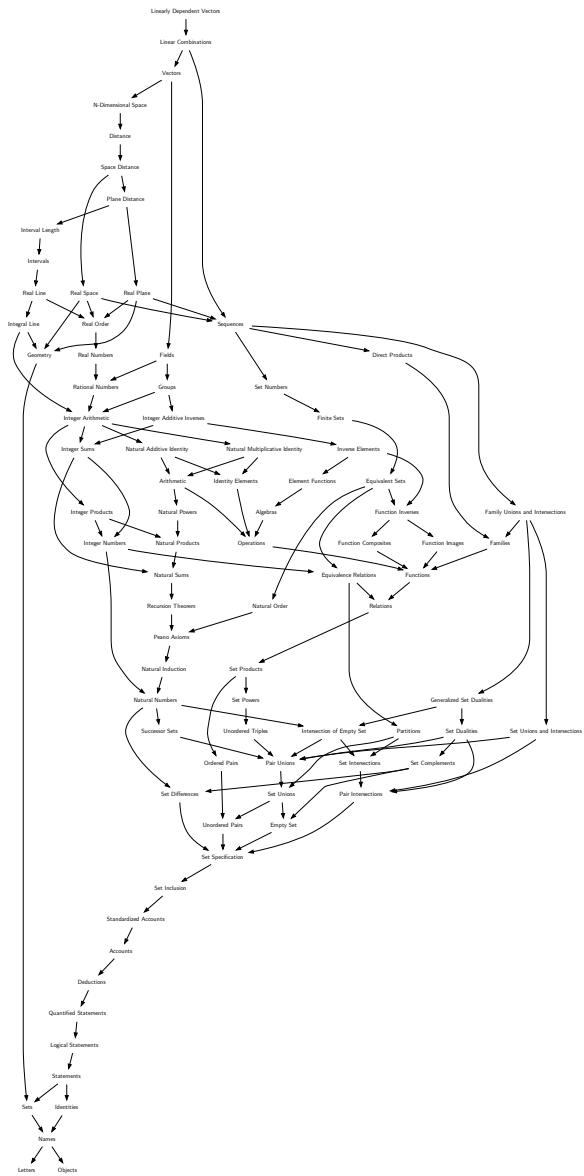 Linearly Dependent Vectors
Linear Combinations
Vectors
N-Dimensional Space
Distance
Space Distance
Plane Distance
Interval Length
Intervals
Real Line Real Space Real Plane
Integral Line Real Order Sequences
Geometry Real Numbers Fields Direct Products
Rational Numbers Groups Set Numbers
Integer Arithmetic Integer Additive Inverses Finite Sets
Integer Sums Natural Additive Identity Natural Multiplicative Identity Inverse Elements
Arithmetic Identity Elements Element Functions Equivalent Sets
Integer Products Natural Powers Algebras Function Inverses Family Unions and Intersections
Integer Numbers Natural Products Operations Function Composites Function Images Families
Natural Sums Equivalence Relations Functions
Recursion Theorem Natural Order Relations
Peano Axioms
Natural Induction Set Products
Natural Numbers Set Powers Generalized Set Dualities
Successor Sets Unordered Triples Intersection of Empty Set Partitions Set Dualities Set Unions and Intersections
Ordered Pairs Pair Unions Set Intersections Set Complements
Set Differences Set Unions Pair Intersections
Unordered Pairs Empty Set
Set Specification
Set Inclusion
Standardized Accounts
Accounts
Deductions
Quantified Statements
Logical Statements
Statements
Sets Identities
Names
Letters Objects